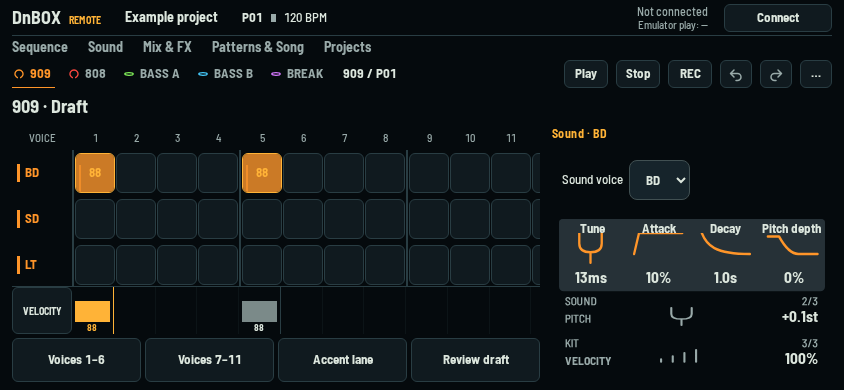 DnBOX REMOTE Example project P01 120 BPM Not connected Emulator play: — Connect
Sequence Sound Mix & FX Patterns & Song Projects
909 808 BASS A BASS B BREAK 909 / P01 Play Stop REC ...
909 · Draft
VOICE 1 2 3 4 5 6 7 8 9 10 11
Sound · BD
BD 88 88
Sound voice BD
SD
Tune Attack Decay Pitch depth
LT
13ms 10% 1.0s 0%
SOUND 2/3
PITCH +0.1st
VELOCITY 88 88
KIT 3/3
VELOCITY 100%
Voices 1–6 Voices 7–11 Accent lane Review draft